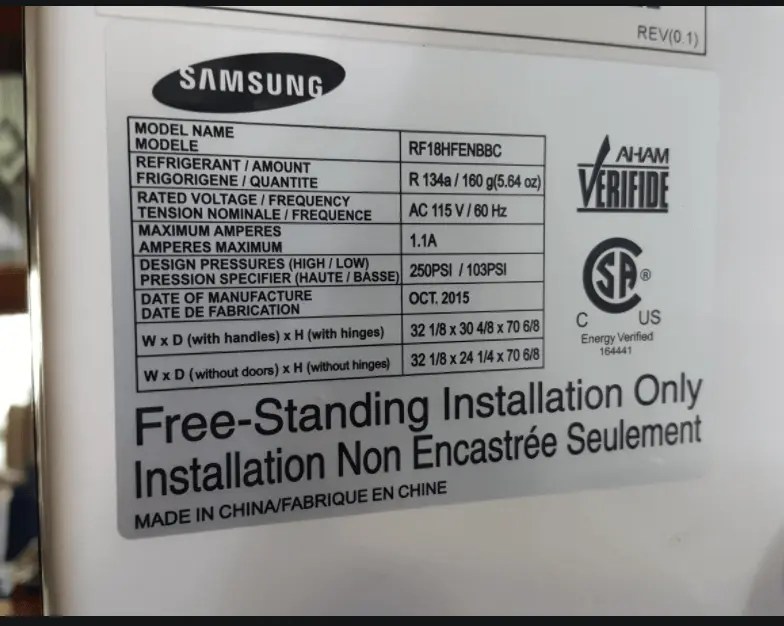 REV(0.1)
SAMSUNG
MODEL NAME
MODELE
RF18HFENBBC
REFRIGERANT / AMOUNT
FRIGORIGENE / QUANTITE
R 134a / 160 g(5.64 oz)
RATED VOLTAGE / FREQUENCY
TENSION NOMINALE / FREQUENCE
AC 115 V / 60 Hz
MAXIMUM AMPERES
AMPERES MAXIMUM
1.1A
DESIGN PRESSURES (HIGH / LOW)
PRESSION SPECIFIER (HAUTE / BASSE)
250PSI / 103PSI
DATE OF MANUFACTURE
DATE DE FABRICATION
OCT. 2015
W x D (with handles) x H (with hinges)
32 1/8 x 30 4/8 x 70 6/8
W x D (without doors) x H (without hinges)
32 1/8 x 24 1/4 x 70 6/8
AHAM
VERIFIDE
SA ®
C US
Energy Verified
164441
Free-Standing Installation Only
Installation Non Encastrée Seulement
MADE IN CHINA/FABRIQUE EN CHINE